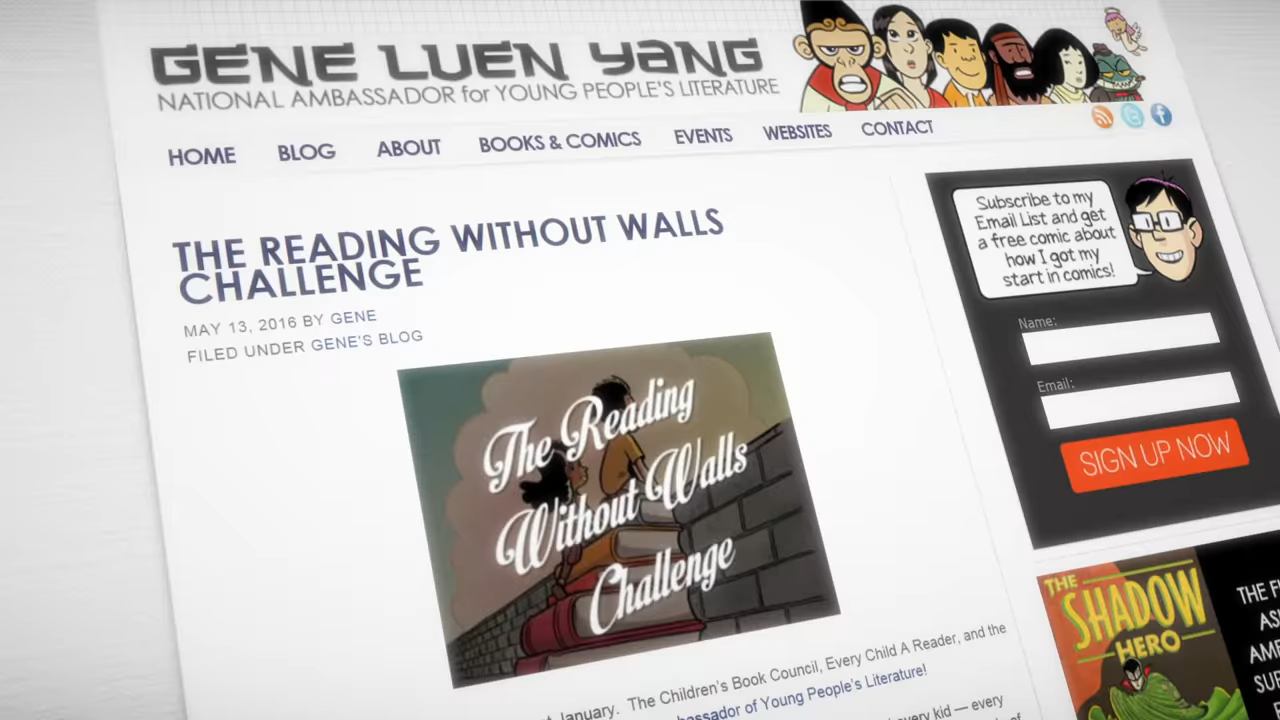 GENE LUEN YANG
NATIONAL AMBASSADOR for YOUNG PEOPLE'S LITERATURE
HOME BLOG ABOUT BOOKS & COMICS EVENTS WEBSITES CONTACT
THE READING WITHOUT WALLS
CHALLENGE
MAY 13, 2016 BY GENE
FILED UNDER GENE'S BLOG
The Reading
Without Walls
Challenge
The Children's Book Council, Every Child A Reader, and the
of Young People's Literature!
kid — every
Subscribe to my
Email List and get
a free comic about
how I got my
start in comics!
Name:
Email:
SIGN UP NOW
THE
SHADOW
HERO
THE